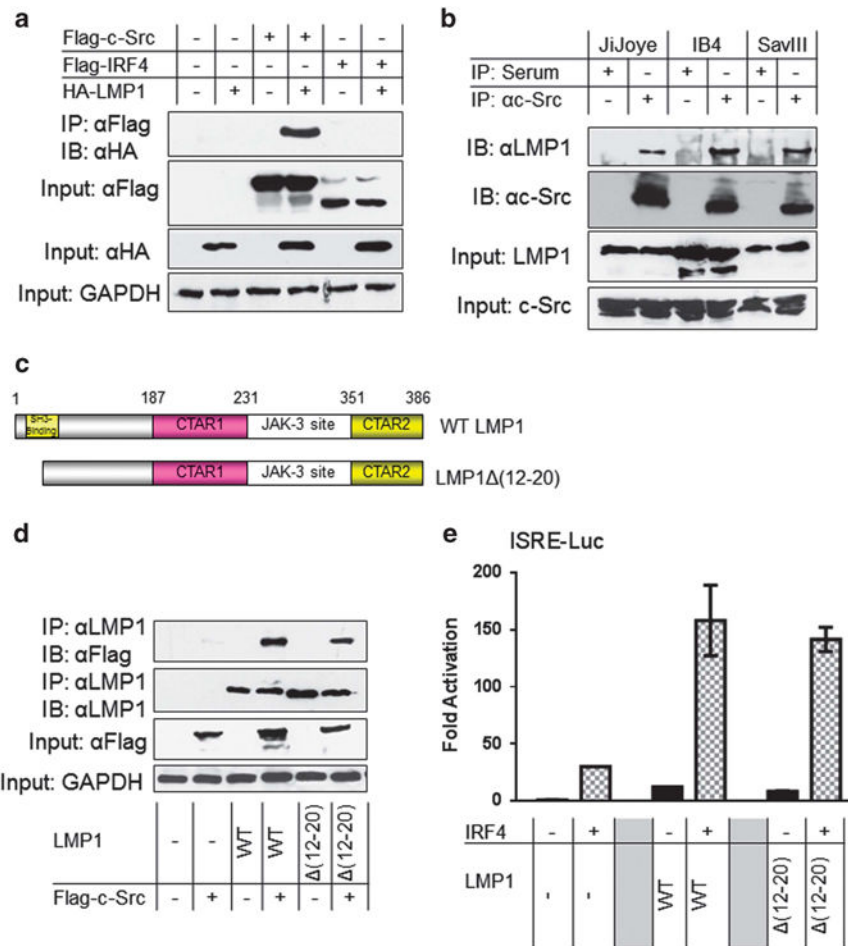 a
Flag-c-Src - - + + - -
Flag-IRF4 - - - - + +
HA-LMP1 - + - + - +
IP: αFlag
IB: αHA
Input: αFlag
Input: αHA
Input: GAPDH
b
JiJoye IB4 SavIII
IP: Serum + - + - + -
IP: αc-Src - + - + - +
IB: αLMP1
IB: αc-Src
Input: LMP1
Input: c-Src
c
1 187 231 351 386
SH3-
Binding
CTAR1 JAK-3 site CTAR2 WT LMP1
CTAR1 JAK-3 site CTAR2 LMP1Δ(12-20)
d
IP: αLMP1
IB: αFlag
IP: αLMP1
IB: αLMP1
Input: αFlag
Input: GAPDH
LMP1 - - WT WT Δ(12-20) Δ(12-20)
Flag-c-Src - + - + - +
e
ISRE-Luc
Fold Activation
200
150
100
50
0
IRF4 - + - + - +
LMP1 - - WT WT Δ(12-20) Δ(12-20)